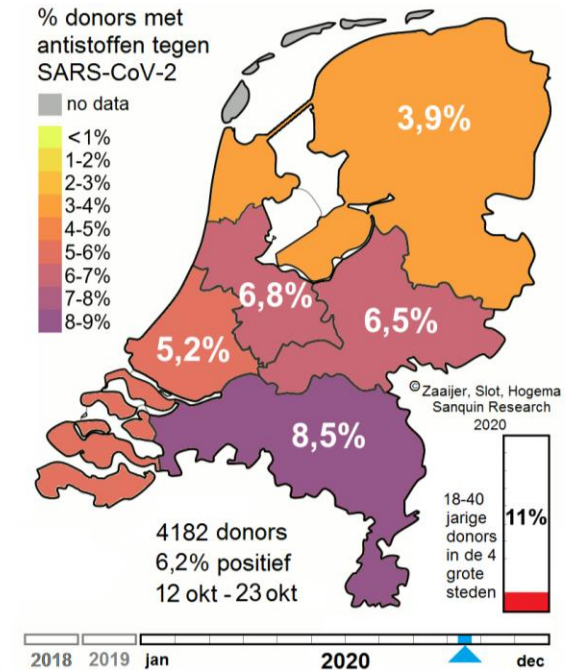 % donors met
antistoffen tegen
SARS-CoV-2
no data
<1%
1-2%
2-3%
3-4%
4-5%
5-6%
6-7%
7-8%
8-9%
3,9%
6,8%
6,5%
5,2%
8,5%
© Zaaijer, Slot, Hogema
Sanquin Research
2020
18-40
jarige
donors
in de 4
grote
steden
11%
4182 donors
6,2% positief
12 okt - 23 okt
2018 2019 jan 2020 dec